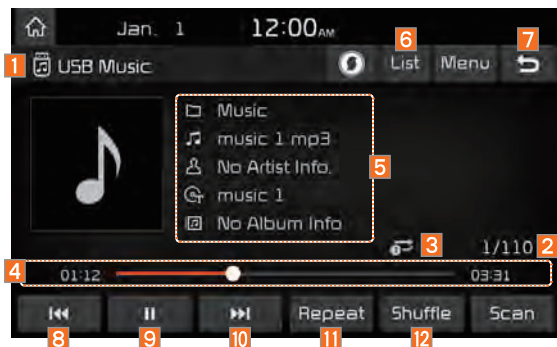 Jan. 1 12:00 AM
6 7
1 USB Music List Menu
Music
music 1 mp3
No Artist Info.
5
music 1
No Album Info
3 1/110 2
4 01:12 03:31
Repeat Shuffle Scan
8 9 10 11 12